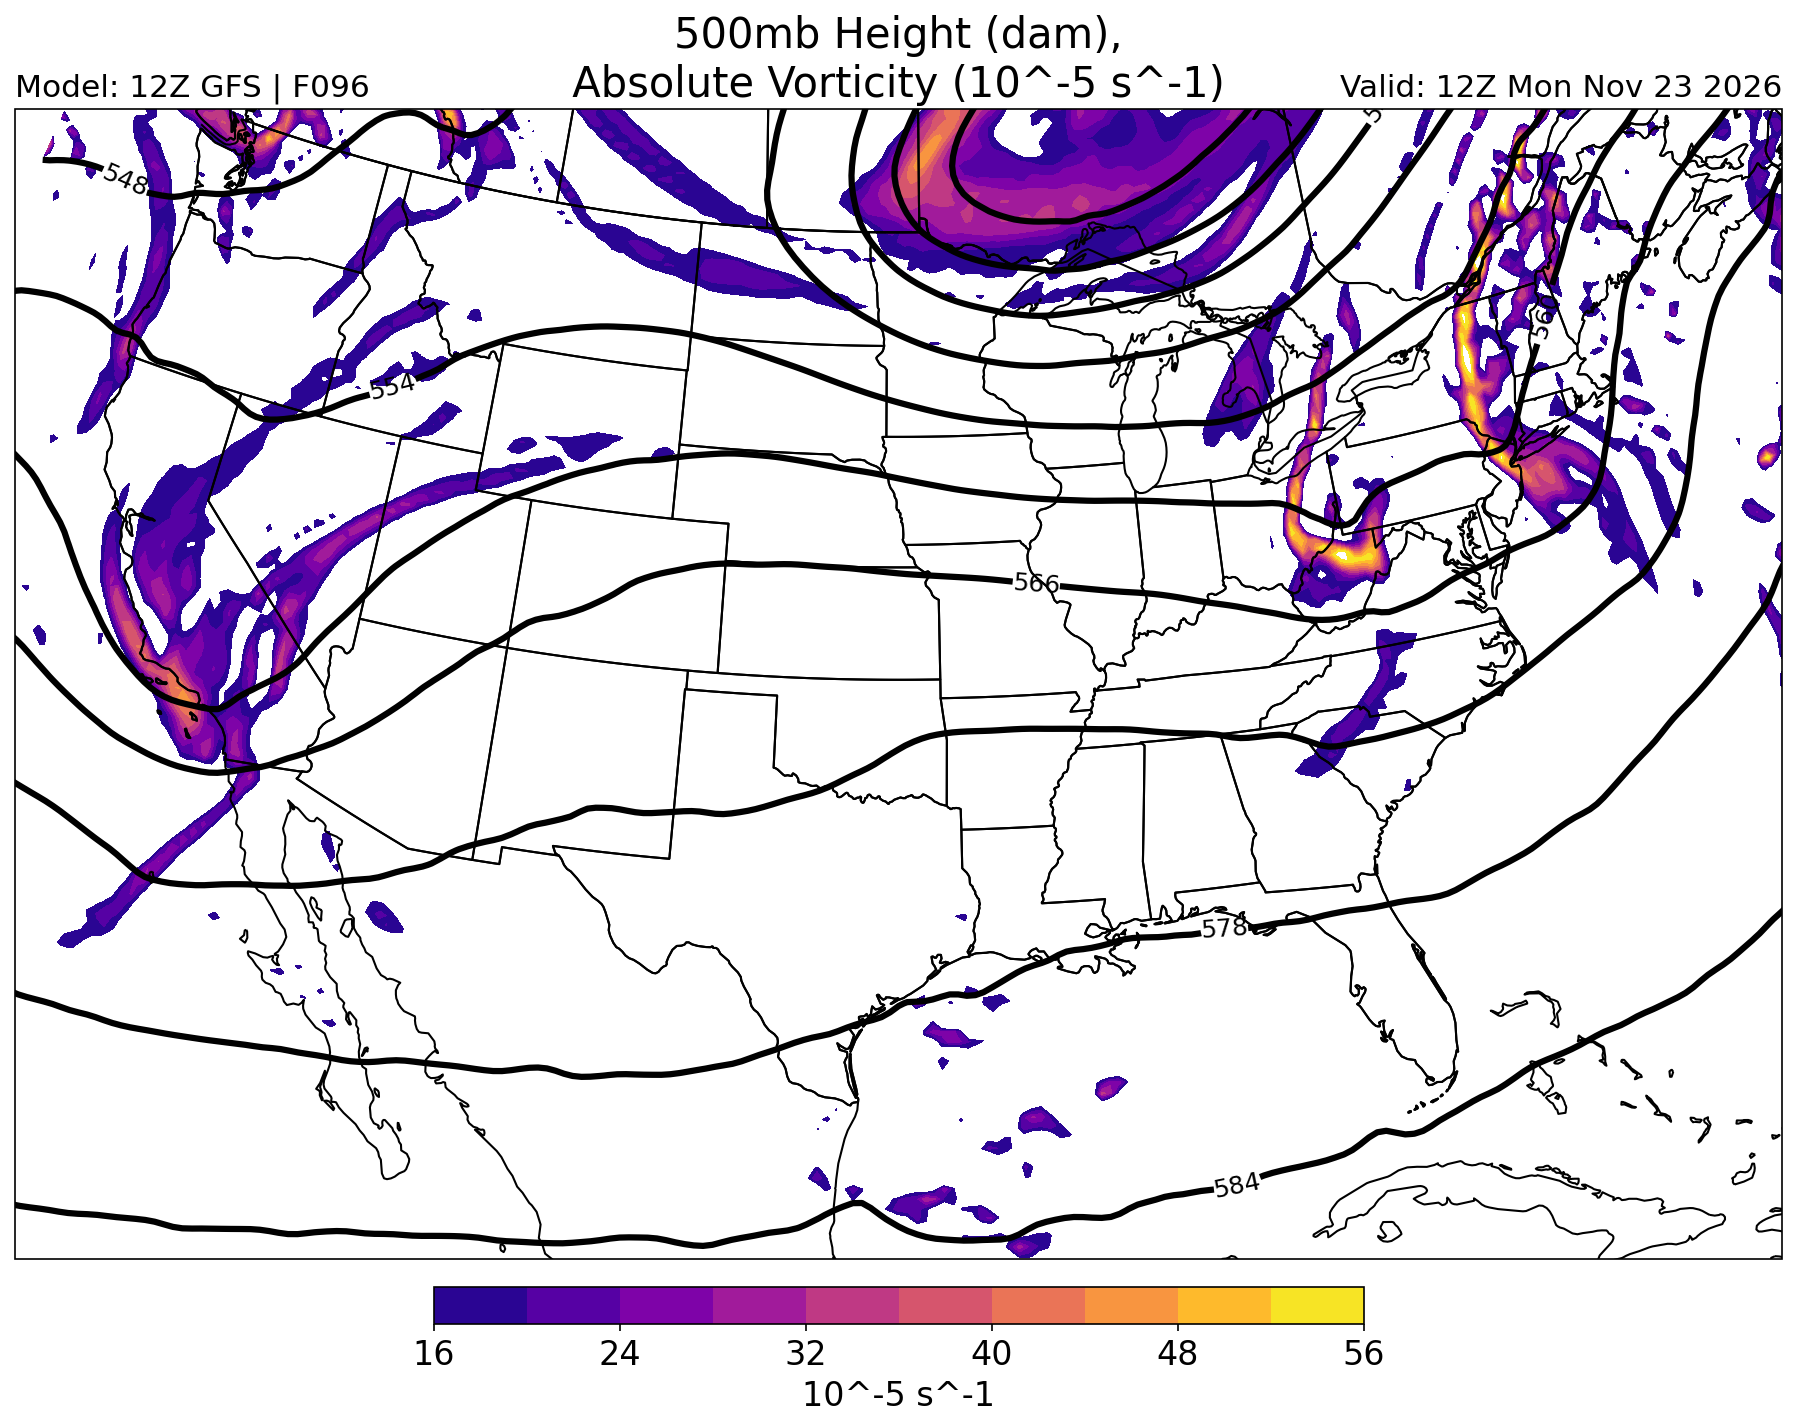 500mb Height (dam),
Model: 12Z GFS | F096
Absolute Vorticity (10^-5 s^-1)
Valid: 12Z Mon Nov 23 2026
548
554
560
566
578
584
16 24 32 40 48 56
10^-5 s^-1